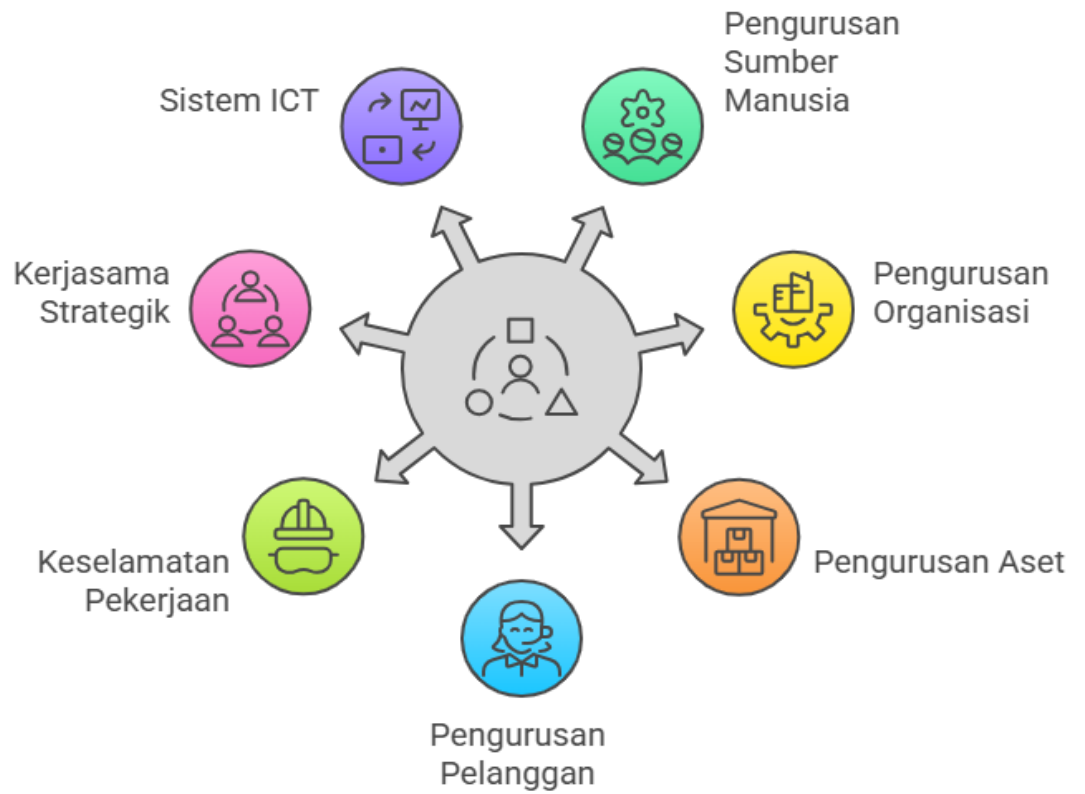 Pengurusan
Sumber
Manusia
Sistem ICT
Kerjasama
Strategik
Pengurusan
Organisasi
Keselamatan
Pekerjaan
Pengurusan Aset
Pengurusan
Pelanggan